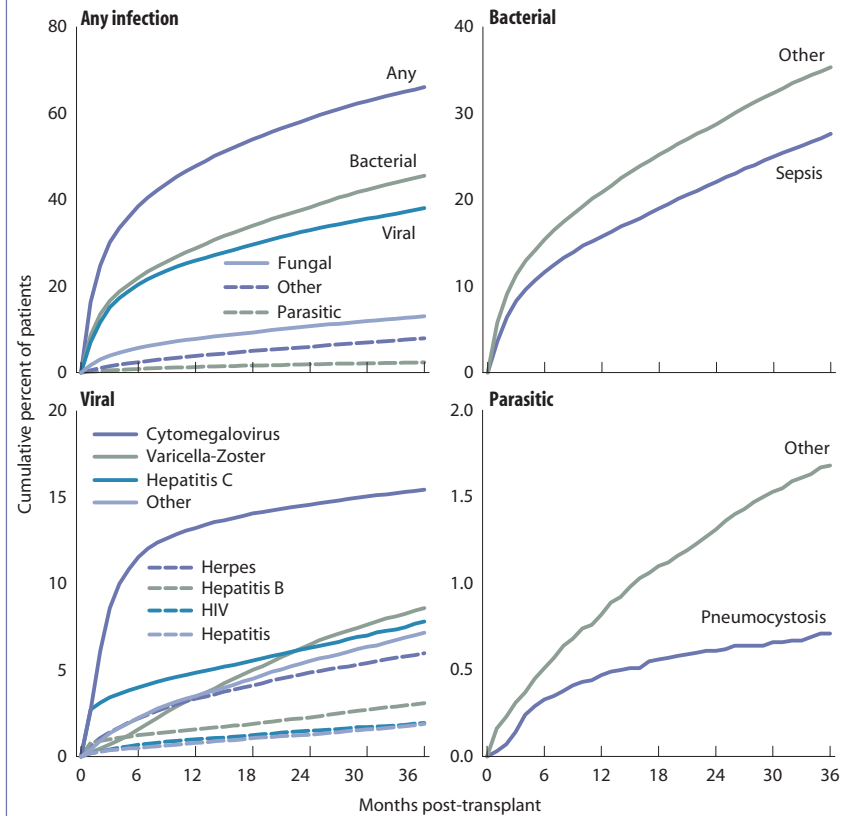 Any infection
80
60
40
20
0
Any
Bacterial
Viral
Fungal
Other
Parasitic
Bacterial
40
30
20
10
0
Other
Sepsis
Cumulative percent of patients
Viral
20
15
10
5
0
Cytomegalovirus
Varicella-Zoster
Hepatitis C
Other
Herpes
Hepatitis B
HIV
Hepatitis
0 6 12 18 24 30 36
Parasitic
2.0
1.5
1.0
0.5
0.0
Other
Pneumocystosis
0 6 12 18 24 30 36
Months post-transplant